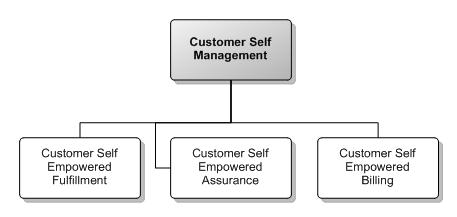 Customer Self
Management
Customer Self
Empowered
Fulfillment
Customer Self
Empowered
Assurance
Customer Self
Empowered
Billing